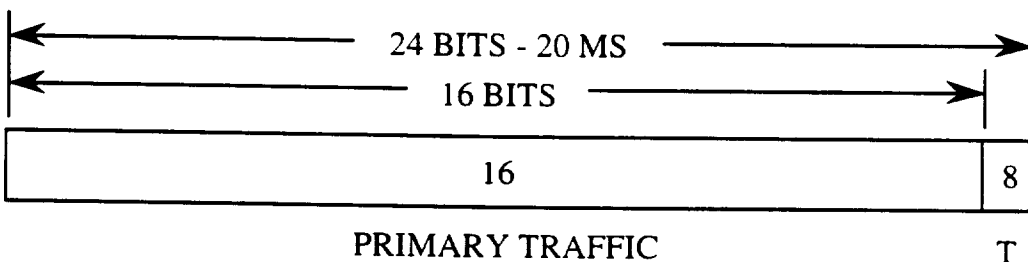 24 BITS - 20 MS
16 BITS
16 8
PRIMARY TRAFFIC T